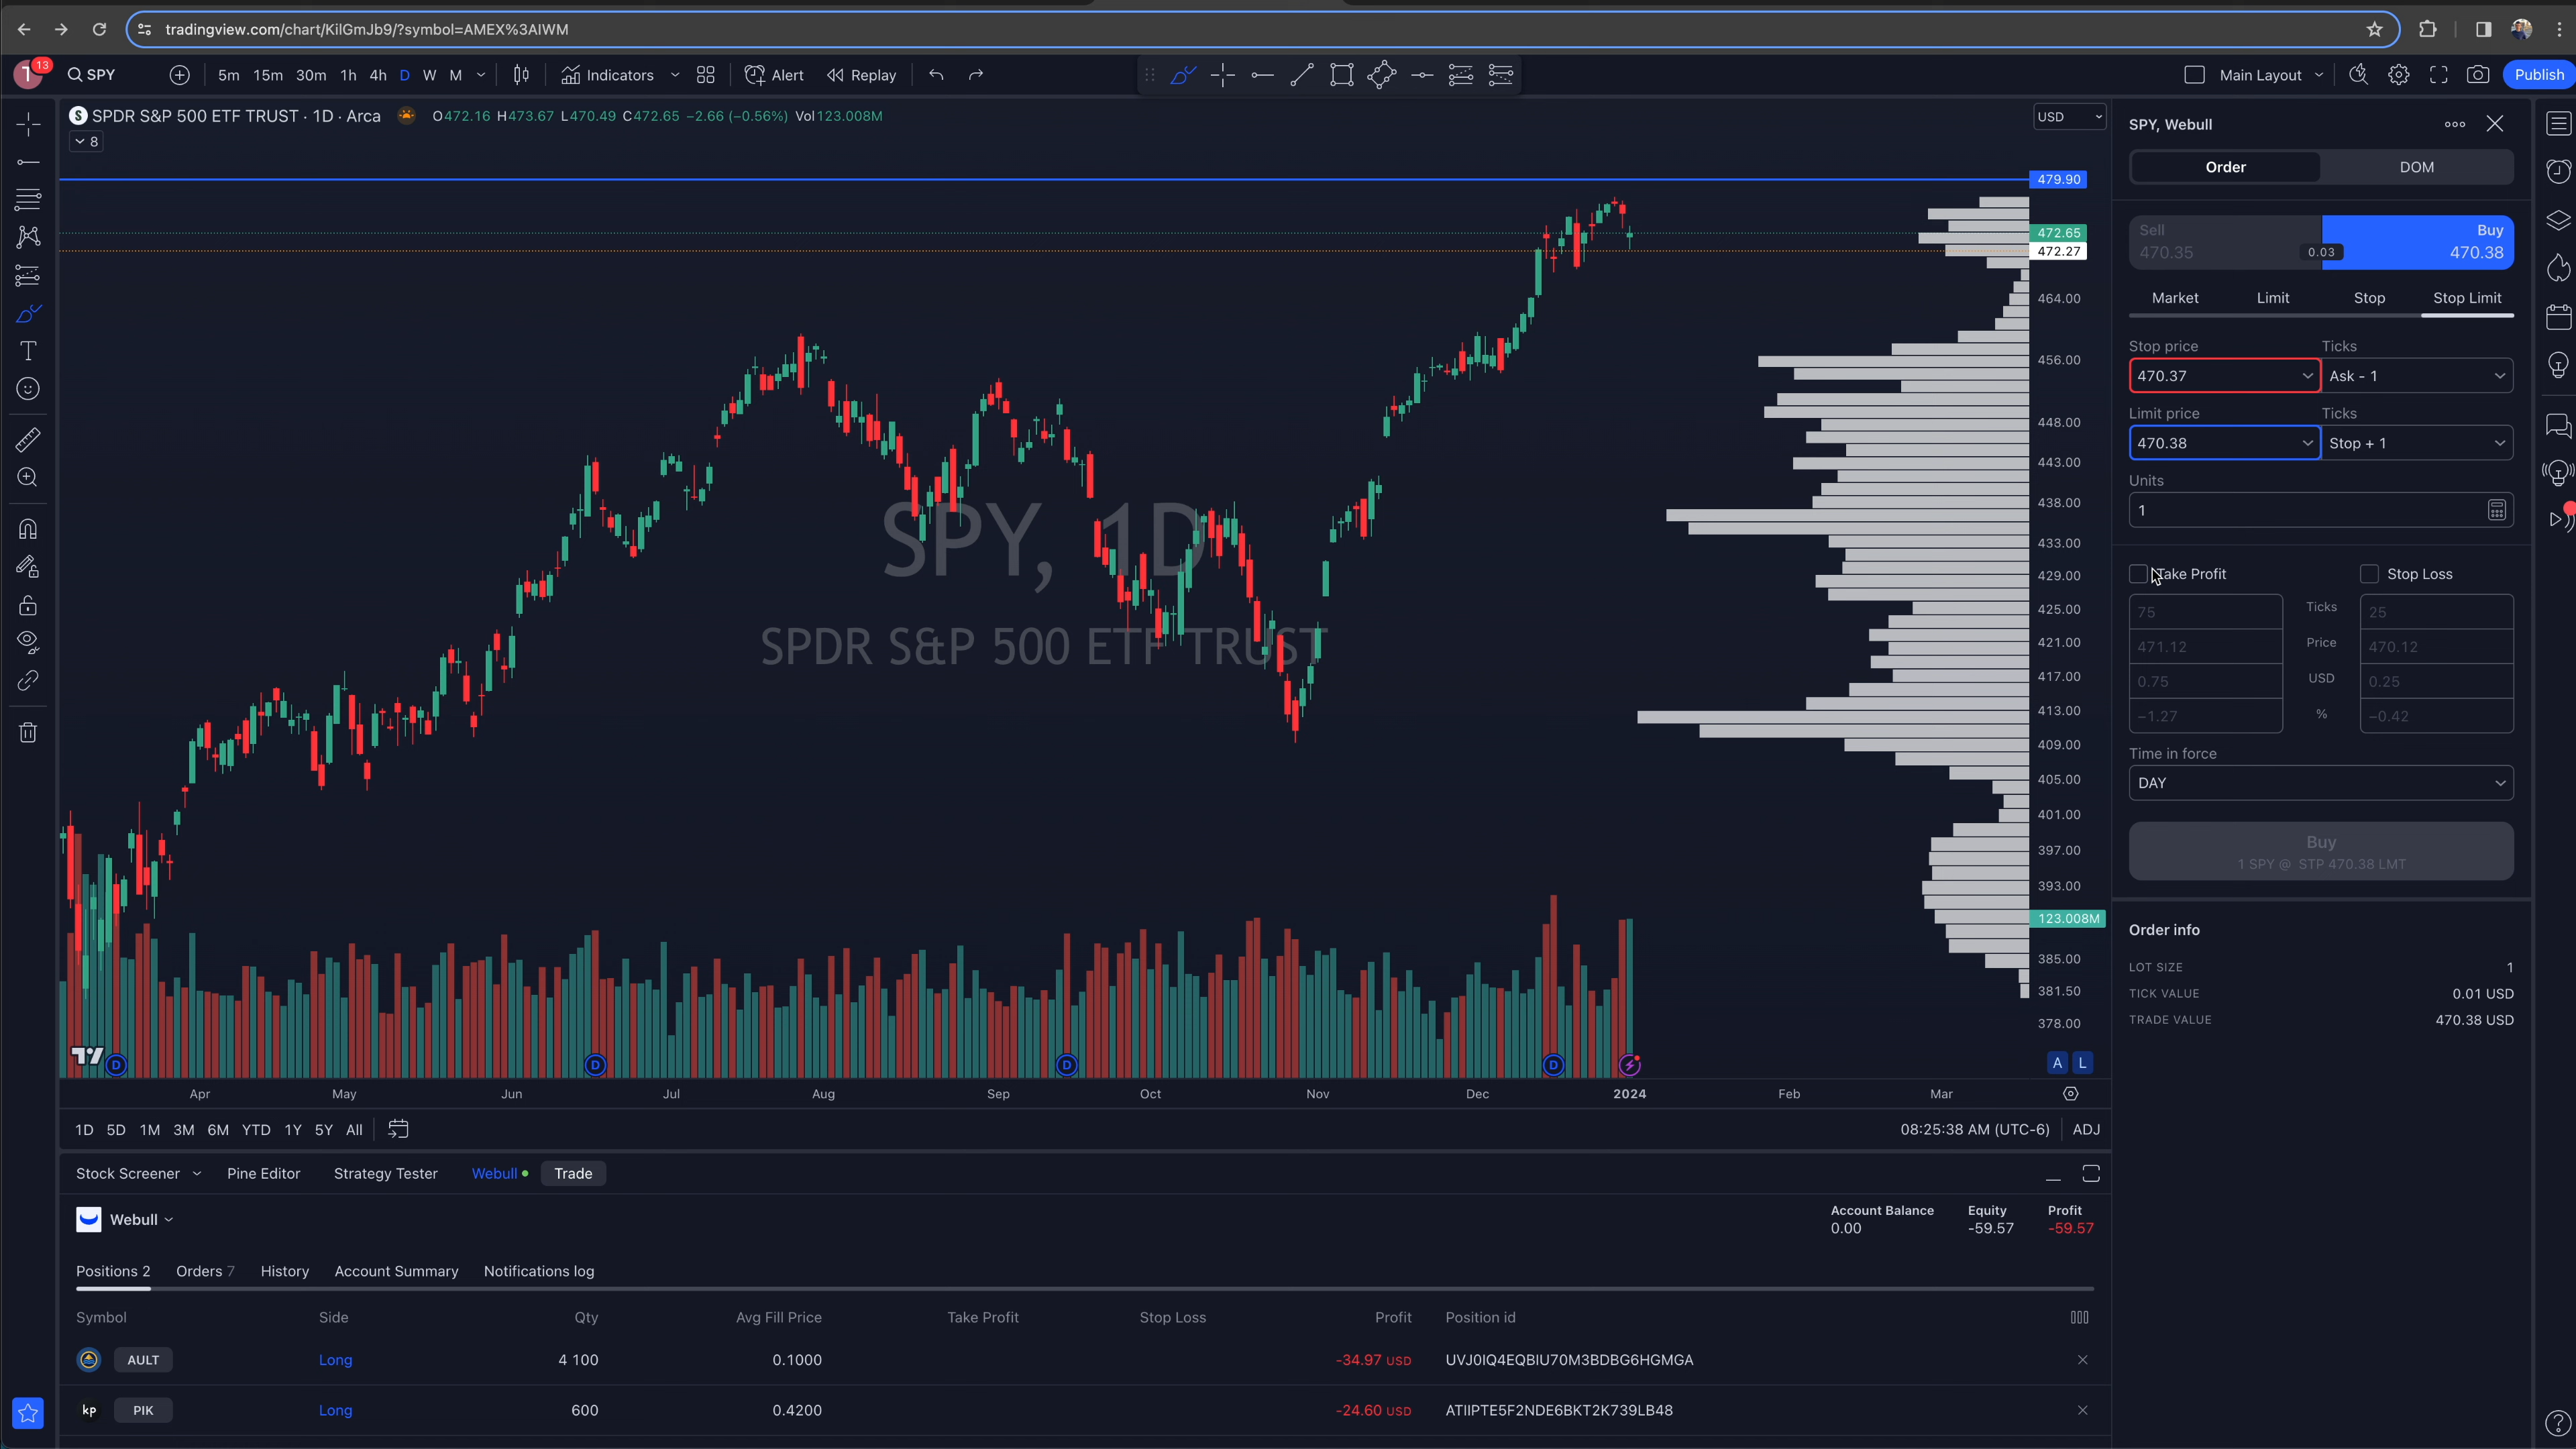 tradingview.com/chart/KilGmJb9/?symbol=AMEX%3AIWM
13 SPY 5m 15m 30m 1h 4h D W M Indicators Alert Replay Main Layout Publish
SPDR S&P 500 ETF TRUST · 1D · Arca O472.16 H473.67 L470.49 C472.65 −2.66 (−0.56%) Vol123.008M
8
USD
479.90
472.65
472.27
464.00
456.00
448.00
443.00
438.00
433.00
429.00
425.00
421.00
417.00
413.00
409.00
405.00
401.00
397.00
393.00
123.008M
385.00
381.50
378.00
A L
SPY, 1D
SPDR S&P 500 ETF TRUST
D D D D
Apr May Jun Jul Aug Sep Oct Nov Dec 2024 Feb Mar
1D 5D 1M 3M 6M YTD 1Y 5Y All 08:25:38 AM (UTC-6) ADJ
SPY, Webull
Order DOM
Sell Buy
470.35 0.03 470.38
Market Limit Stop Stop Limit
Stop price Ticks
470.37 Ask - 1
Limit price Ticks
470.38 Stop + 1
Units
1
Take Profit Stop Loss
75 Ticks 25
471.12 Price 470.12
0.75 USD 0.25
−1.27 % −0.42
Time in force
DAY
Buy
1 SPY @ STP 470.38 LMT
Order info
LOT SIZE 1
TICK VALUE 0.01 USD
TRADE VALUE 470.38 USD
Stock Screener Pine Editor Strategy Tester Webull Trade
Webull Account Balance Equity Profit
0.00 -59.57 -59.57
Positions 2 Orders 7 History Account Summary Notifications log
Symbol Side Qty Avg Fill Price Take Profit Stop Loss Profit Position id
AULT Long 4 100 0.1000 -34.97 USD UVJ0IQ4EQBIU70M3BDBG6HGMGA
kp PIK Long 600 0.4200 -24.60 USD ATIIPTE5F2NDE6BKT2K739LB48